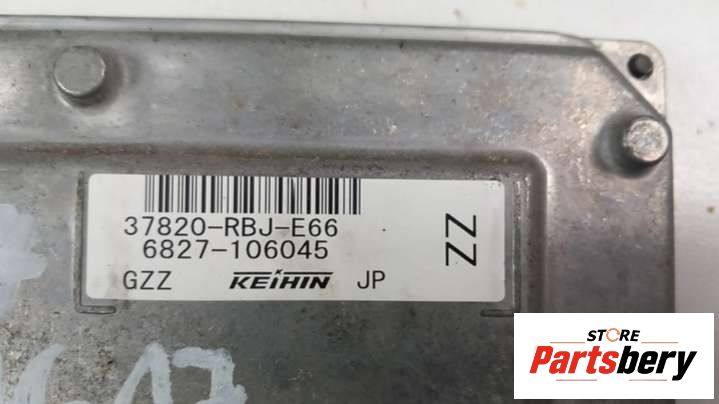 37820-RBJ-E66
6827-106045
GZZ KEIHIN JP
ZZ
STORE
Partsbery